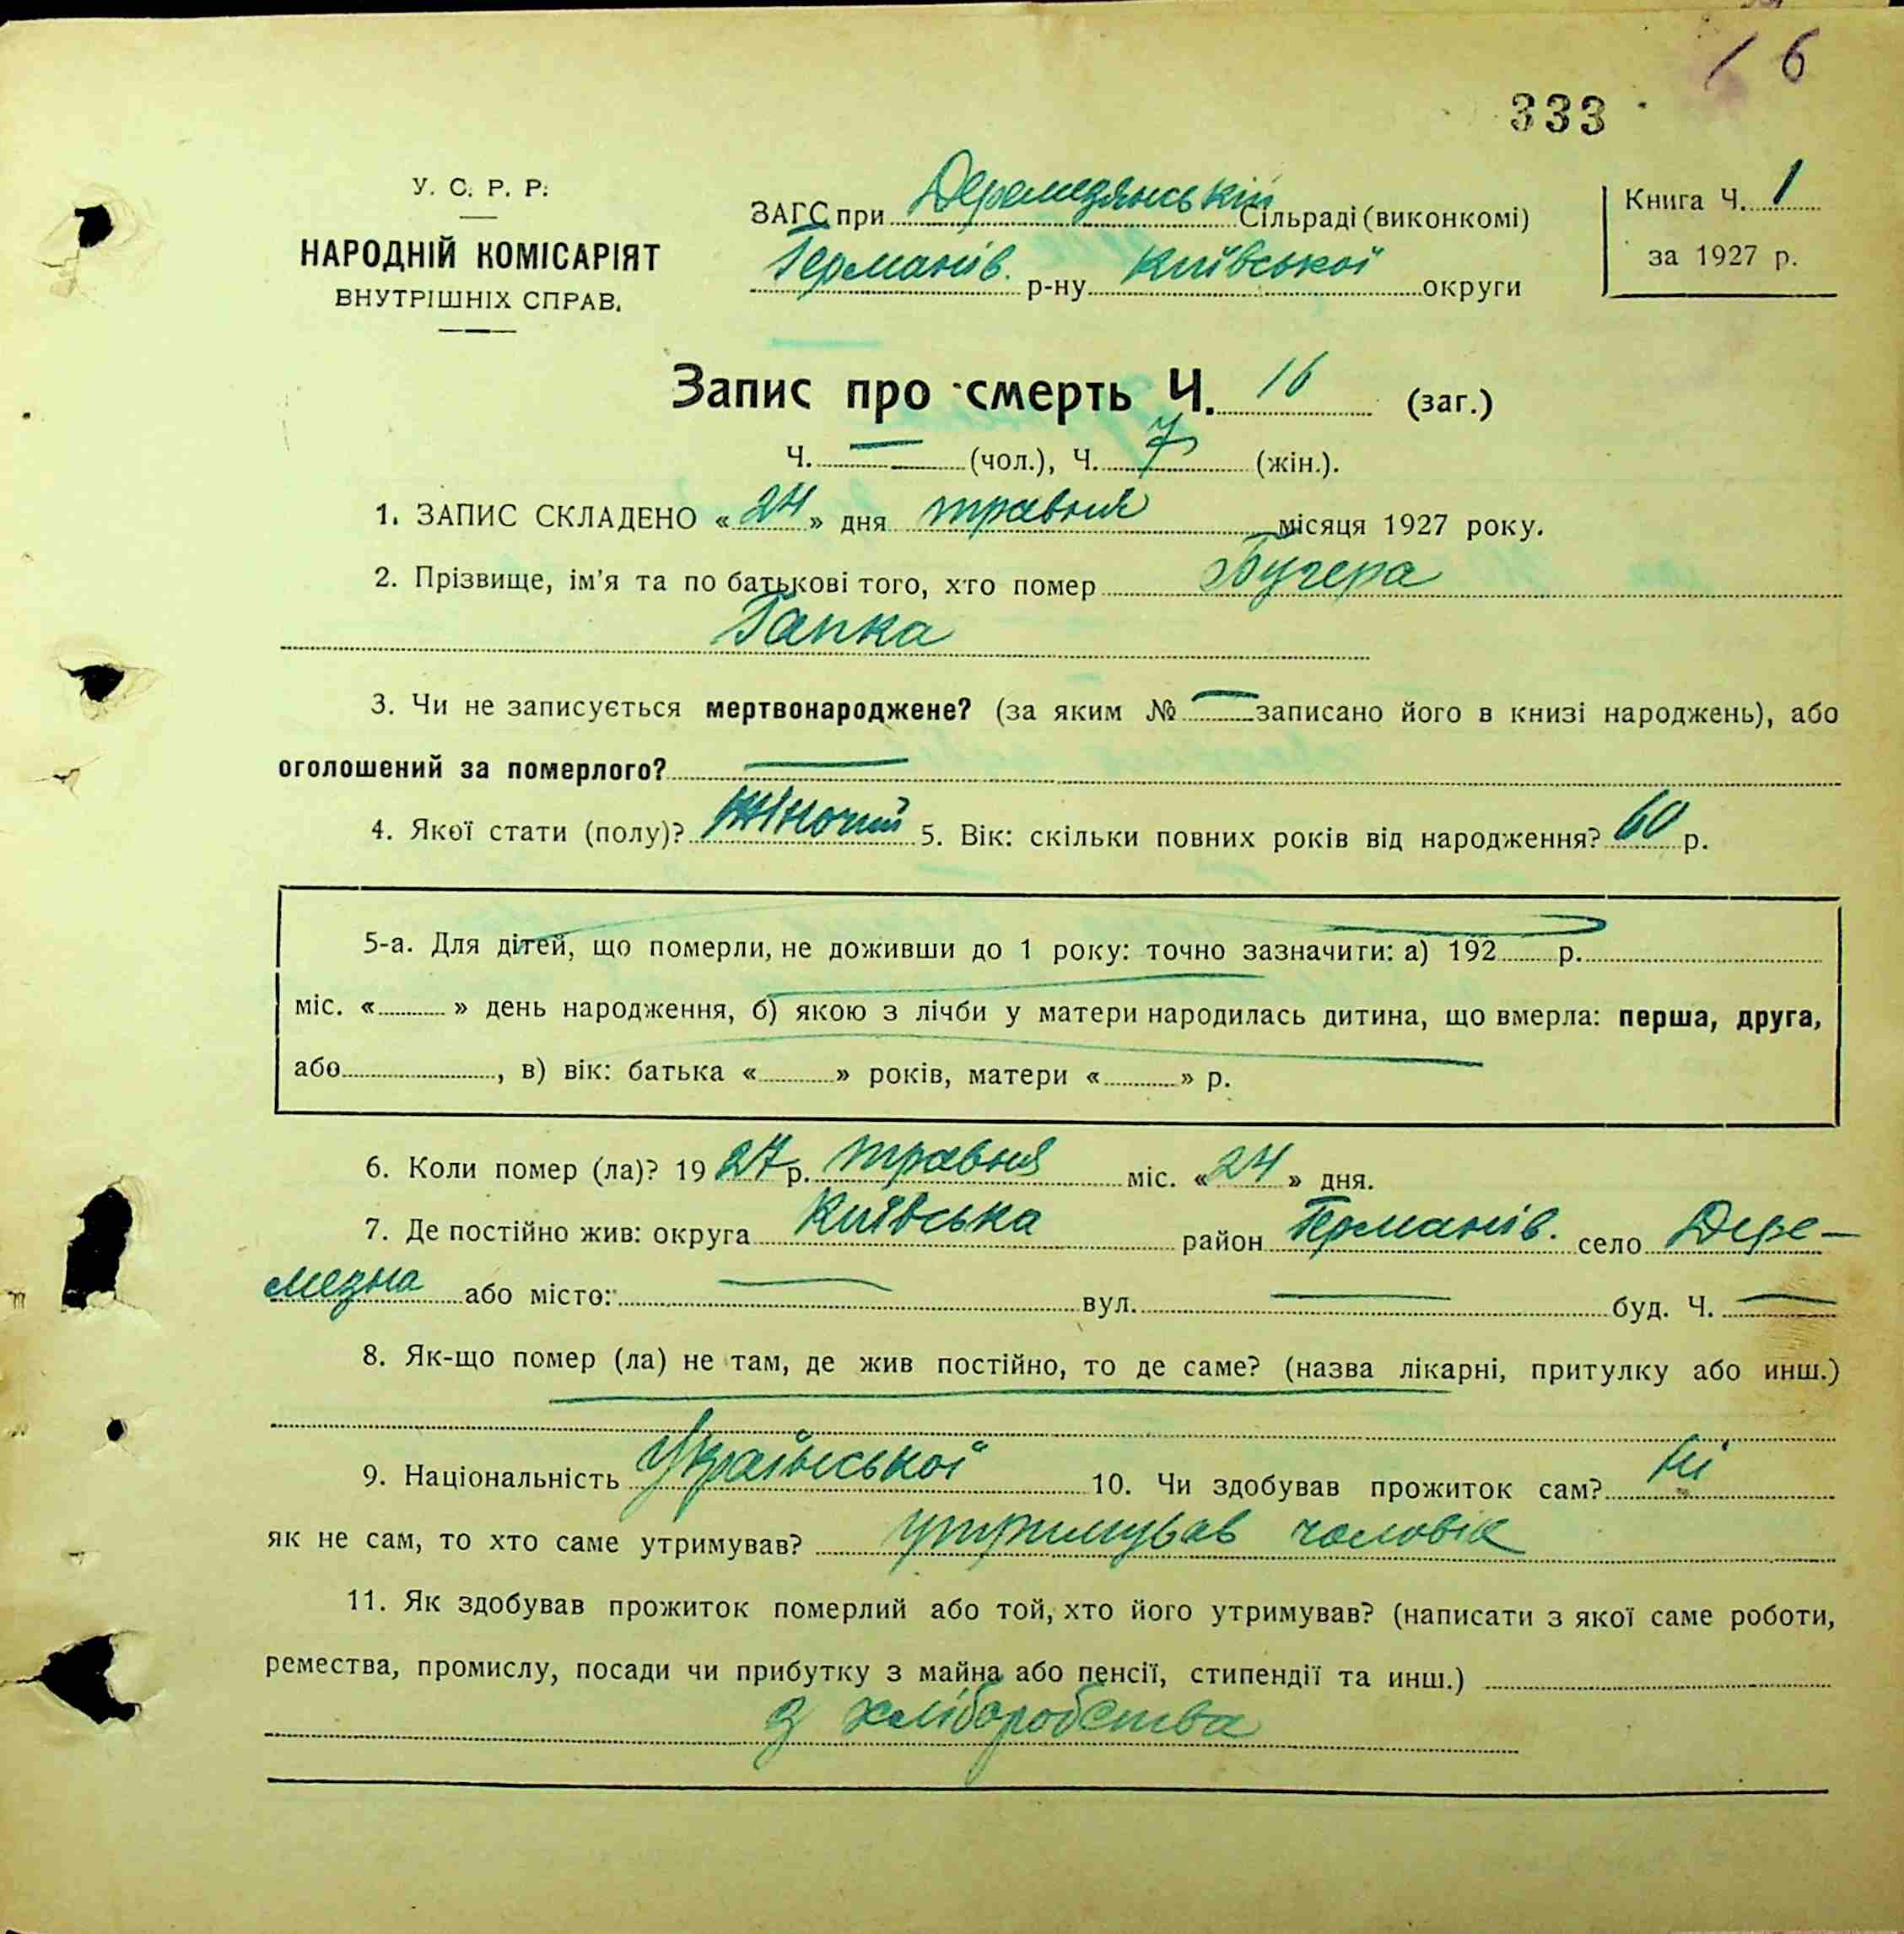 16
333
У. С. Р. Р.
НАРОДНІЙ КОМІСАРІЯТ
ВНУТРІШНІХ СПРАВ.
ЗАГС при Деремезянській Сільраді (виконкомі)
Германів. р-ну Київської округи
Книга Ч. 1
за 1927 р.
Запис про смерть Ч. 16 (заг.)
Ч. — (чол.), Ч. 7 (жін.).
1. ЗАПИС СКЛАДЕНО « 24 » дня травня місяця 1927 року.
2. Прізвище, ім'я та по батькові того, хто помер Бучера
Гапка
3. Чи не записується мертвонароджене? (за яким № — записано його в книзі народжень), або
оголошений за померлого? —
4. Якої стати (полу)? Жіночий 5. Вік: скільки повних років від народження? 60 р.
5-а. Для дітей, що померли, не доживши до 1 року: точно зазначити: а) 192 р.
міс. « » день народження, б) якою з лічби у матери народилась дитина, що вмерла: перша, друга,
або , в) вік: батька « » років, матери « » р.
6. Коли помер (ла)? 19 27 р. травня міс. « 24 » дня.
7. Де постійно жив: округа Київська район Германів. село Дере-
мезна або місто: — вул. — буд. Ч. —
8. Як-що помер (ла) не там, де жив постійно, то де саме? (назва лікарні, притулку або инш.)
9. Національність Української 10. Чи здобував прожиток сам? Ні
як не сам, то хто саме утримував? утримував чоловік
11. Як здобував прожиток померлий або той, хто його утримував? (написати з якої саме роботи,
ремества, промислу, посади чи прибутку з майна або пенсії, стипендії та инш.)
з хліборобства